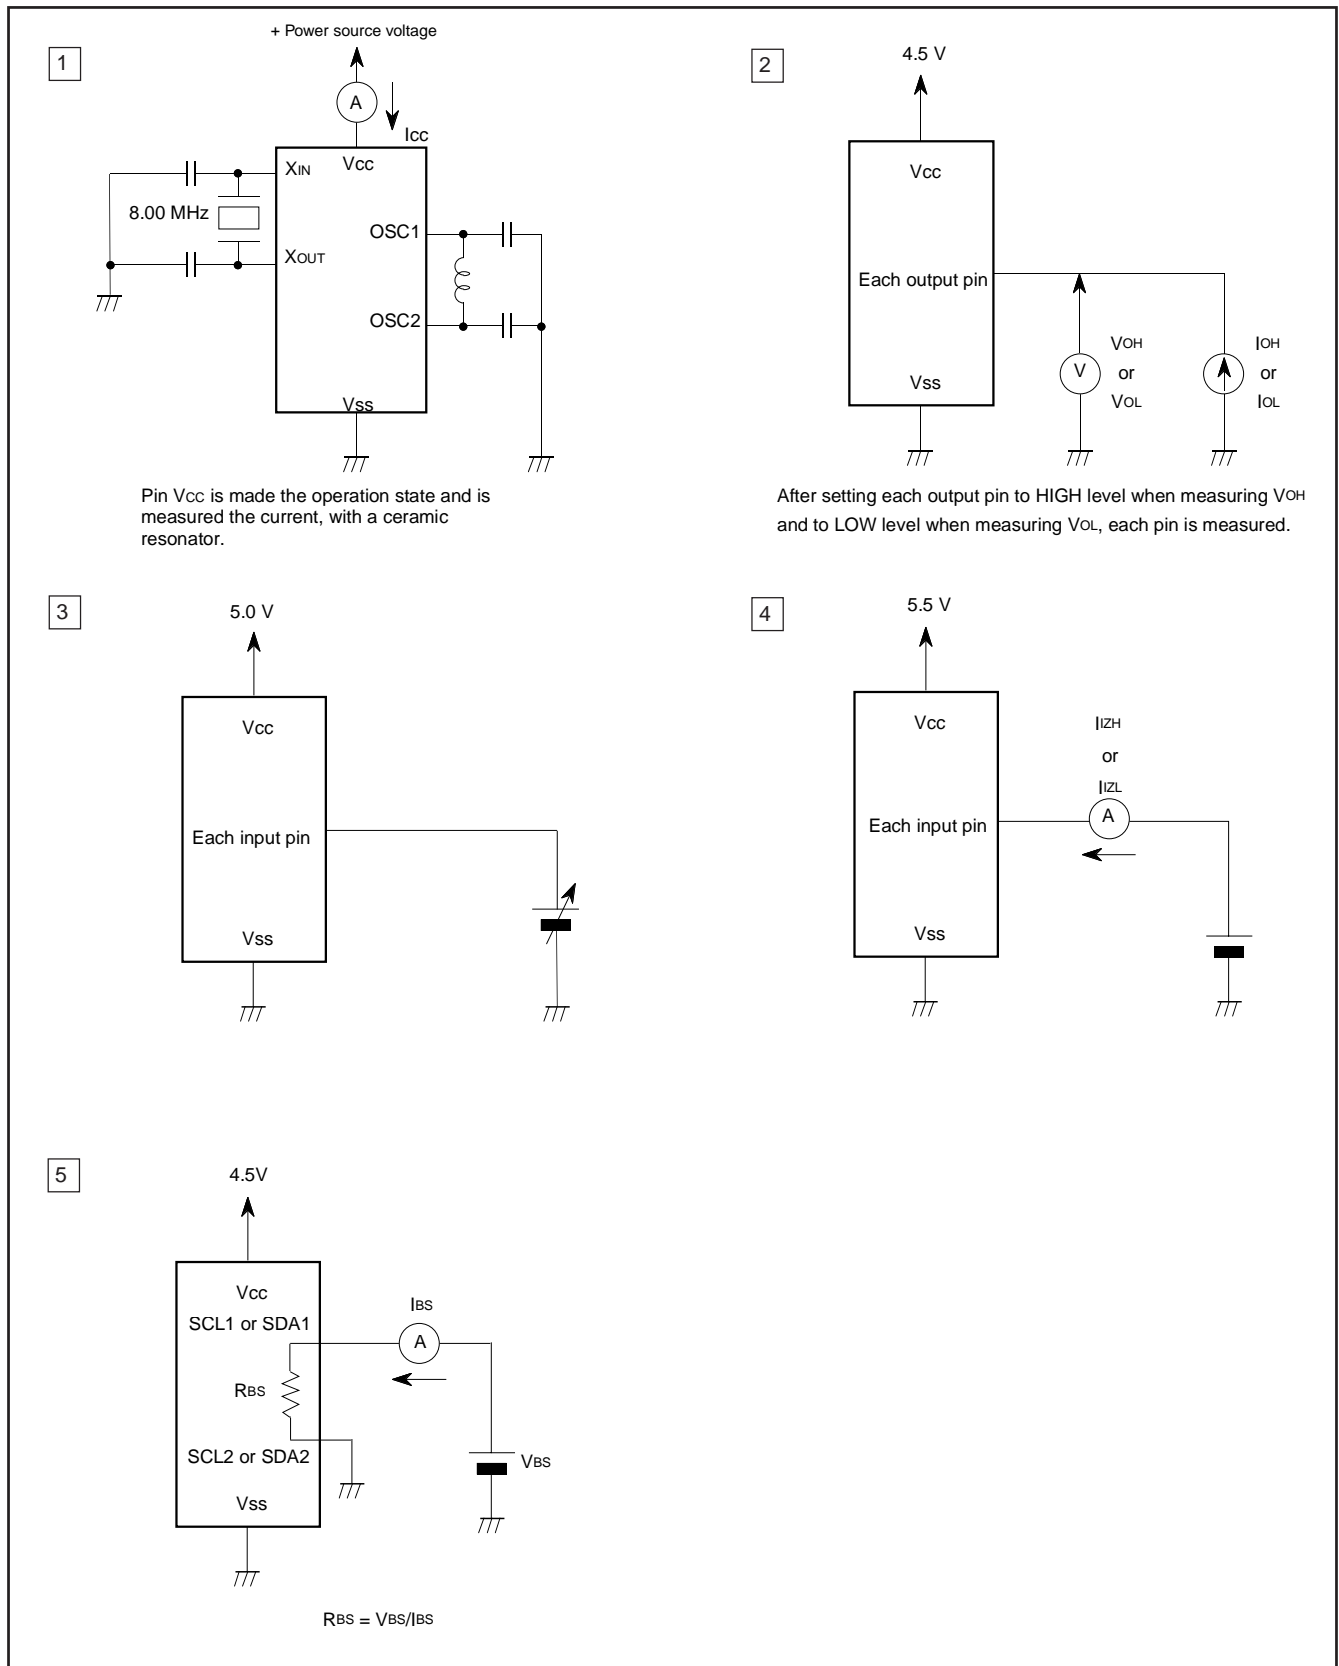 1
+ Power source voltage
A
Icc
XIN
Vcc
8.00 MHz
OSC1
XOUT
OSC2
Vss
Pin VCC is made the operation state and is
measured the current, with a ceramic
resonator.
2
4.5 V
Vcc
Each output pin
V
VOH
or
VOL
IOH
or
IOL
Vss
After setting each output pin to HIGH level when measuring VOH
and to LOW level when measuring VOL, each pin is measured.
3
5.0 V
Vcc
Each input pin
Vss
4
5.5 V
Vcc
IIZH
or
IIZL
Each input pin
A
Vss
5
4.5V
Vcc
SCL1 or SDA1
IBS
A
RBS
SCL2 or SDA2
VBS
Vss
RBS = VBS/IBS